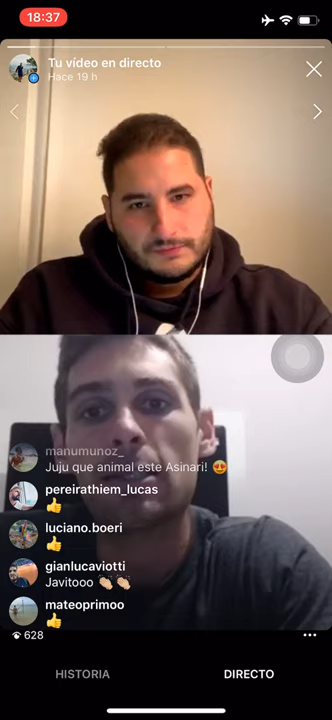 18:37
Tu vídeo en directo
Hace 19 h
manumunoz_
Juju que animal este Asinari! 😍
pereirathiem_lucas
👍
luciano.boeri
👍
gianlucaviotti
Javitooo 👏🏻👏🏻
mateoprimoo
👍
628
HISTORIA
DIRECTO